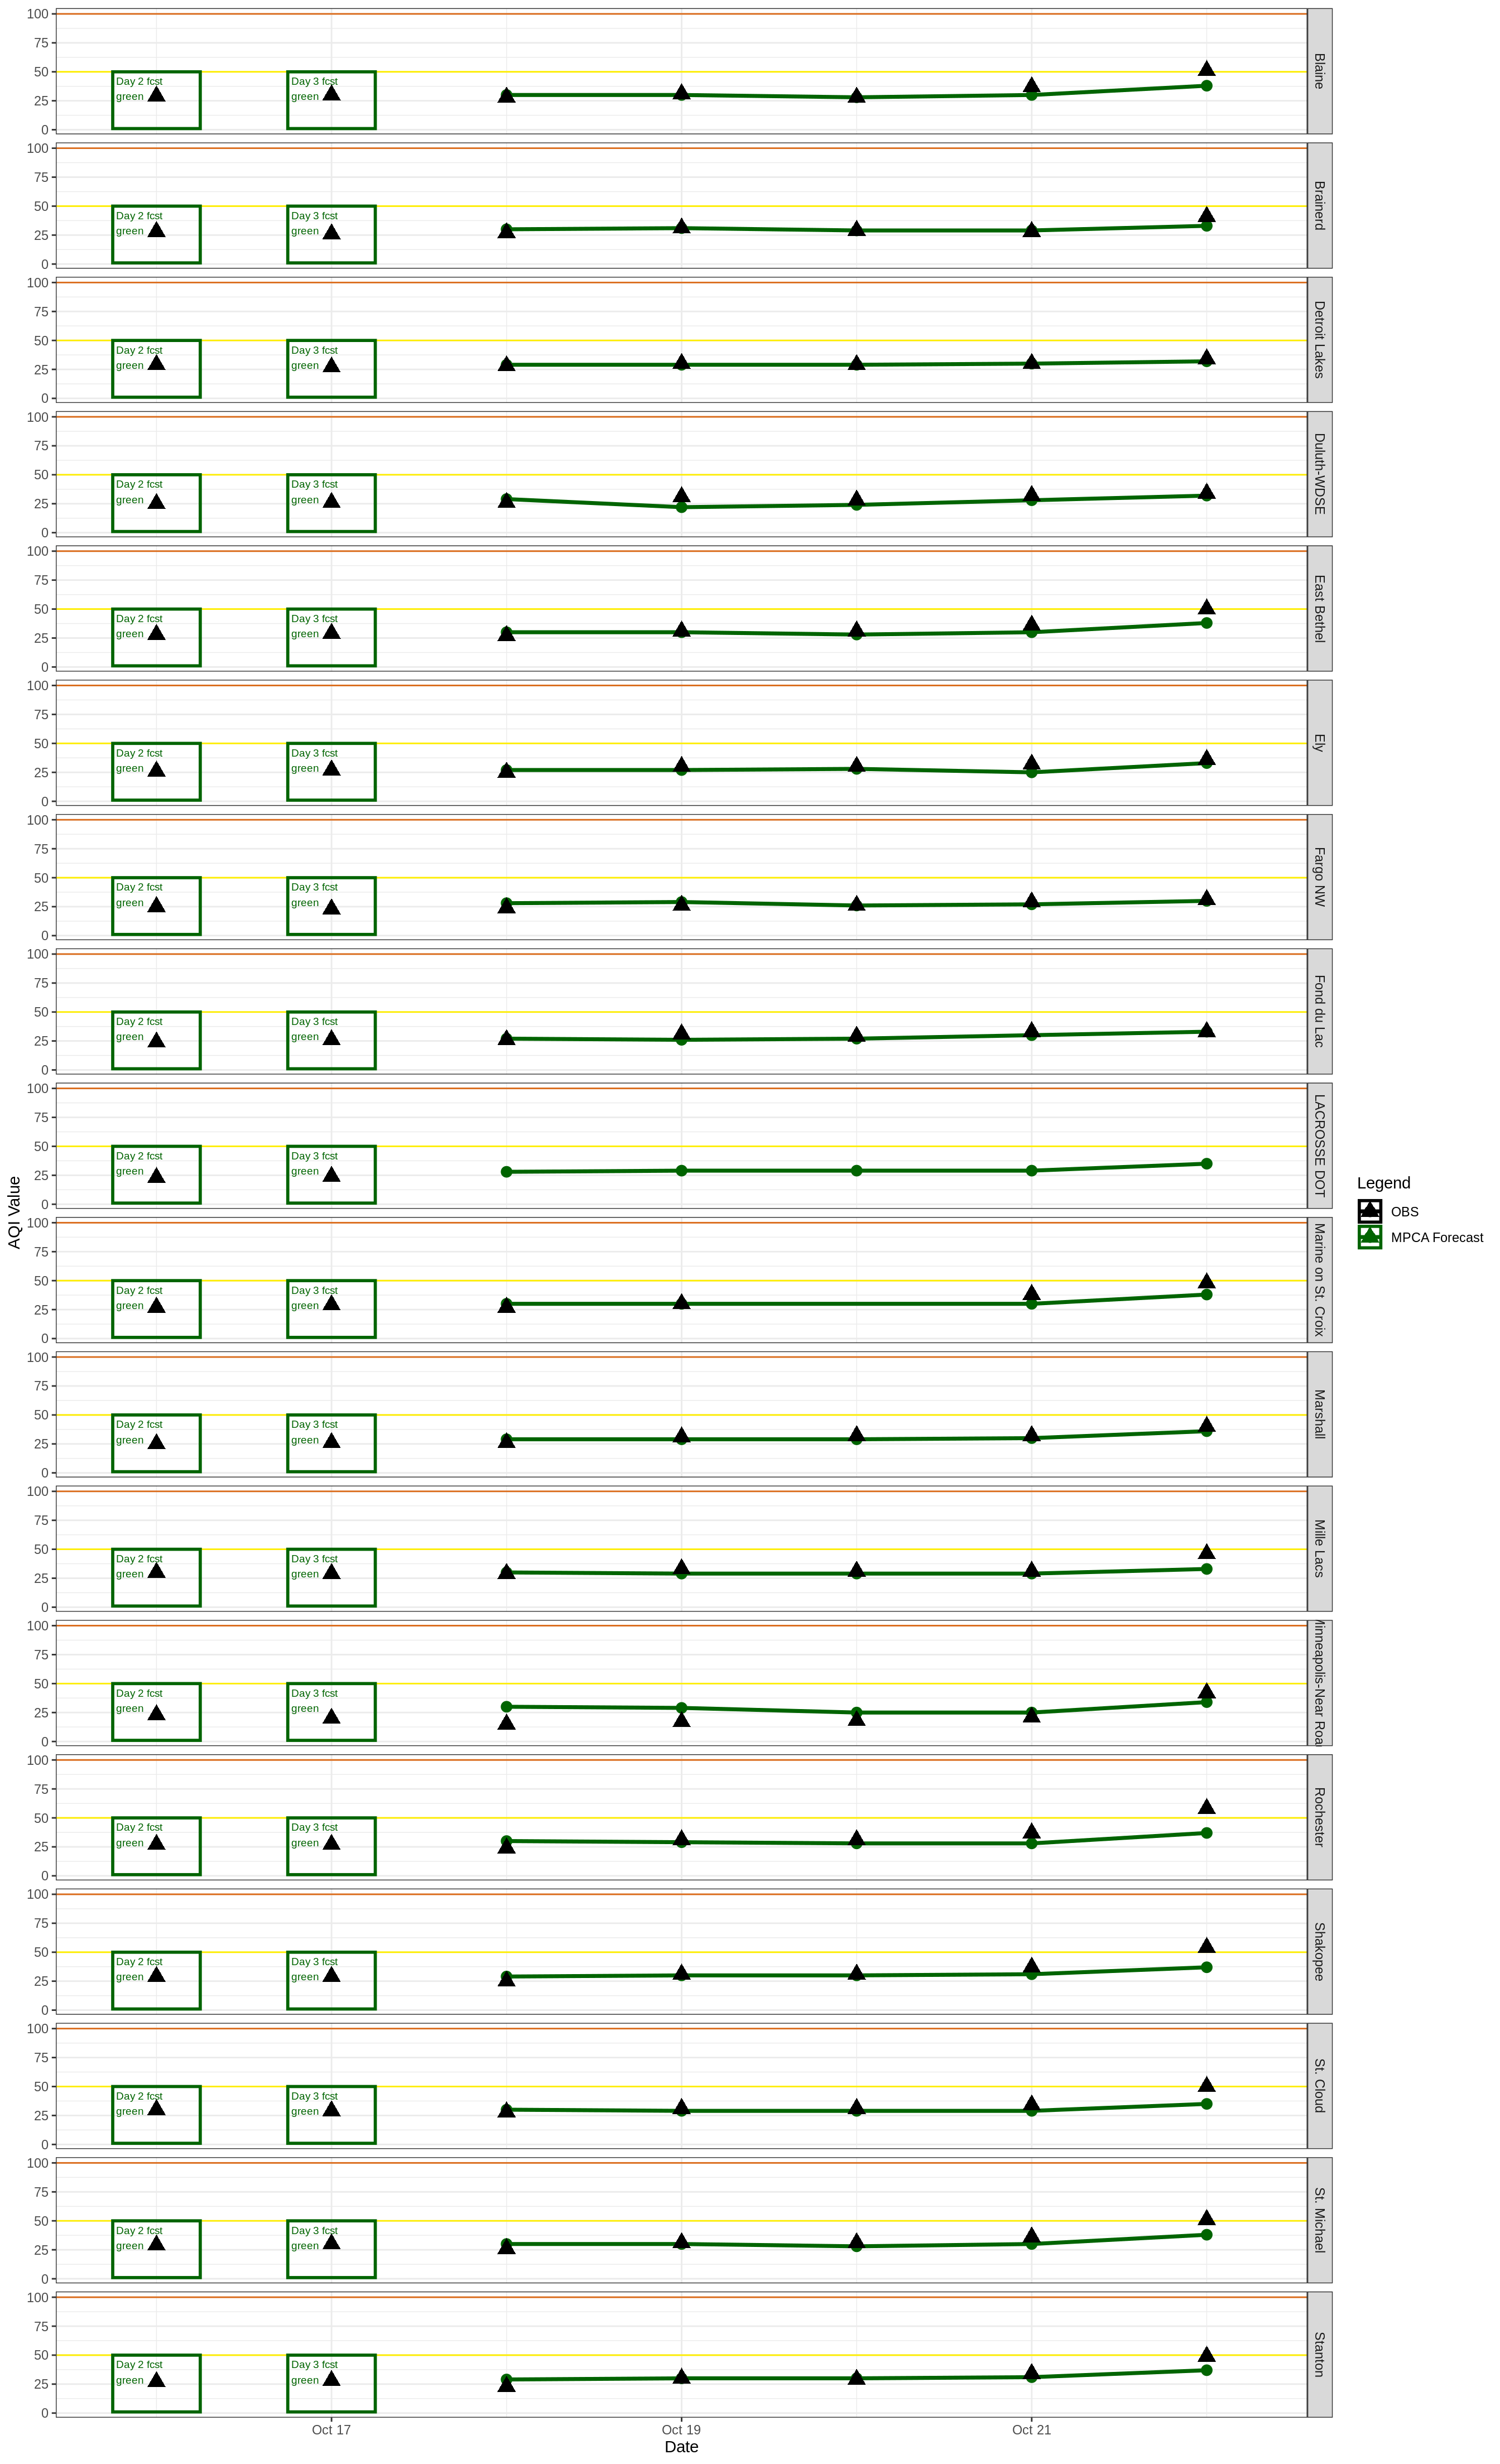 100
75
50
25
0
Day 2 fcst
green
Day 3 fcst
green
Blaine
100
75
50
25
0
Day 2 fcst
green
Day 3 fcst
green
Brainerd
100
75
50
25
0
Day 2 fcst
green
Day 3 fcst
green
Detroit Lakes
100
75
50
25
0
Day 2 fcst
green
Day 3 fcst
green
Duluth-WDSE
100
75
50
25
0
Day 2 fcst
green
Day 3 fcst
green
East Bethel
100
75
50
25
0
Day 2 fcst
green
Day 3 fcst
green
Ely
100
75
50
25
0
Day 2 fcst
green
Day 3 fcst
green
Fargo NW
100
75
50
25
0
Day 2 fcst
green
Day 3 fcst
green
Fond du Lac
100
75
50
25
0
Day 2 fcst
green
Day 3 fcst
green
LACROSSE DOT
100
75
50
25
0
Day 2 fcst
green
Day 3 fcst
green
Marine on St. Croix
100
75
50
25
0
Day 2 fcst
green
Day 3 fcst
green
Marshall
100
75
50
25
0
Day 2 fcst
green
Day 3 fcst
green
Mille Lacs
100
75
50
25
0
Day 2 fcst
green
Day 3 fcst
green
Minneapolis-Near Roa
100
75
50
25
0
Day 2 fcst
green
Day 3 fcst
green
Rochester
100
75
50
25
0
Day 2 fcst
green
Day 3 fcst
green
Shakopee
100
75
50
25
0
Day 2 fcst
green
Day 3 fcst
green
St. Cloud
100
75
50
25
0
Day 2 fcst
green
Day 3 fcst
green
St. Michael
100
75
50
25
0
Day 2 fcst
green
Day 3 fcst
green
Stanton
Oct 17
Oct 19
Oct 21
Date
AQI Value
Legend
OBS
MPCA Forecast